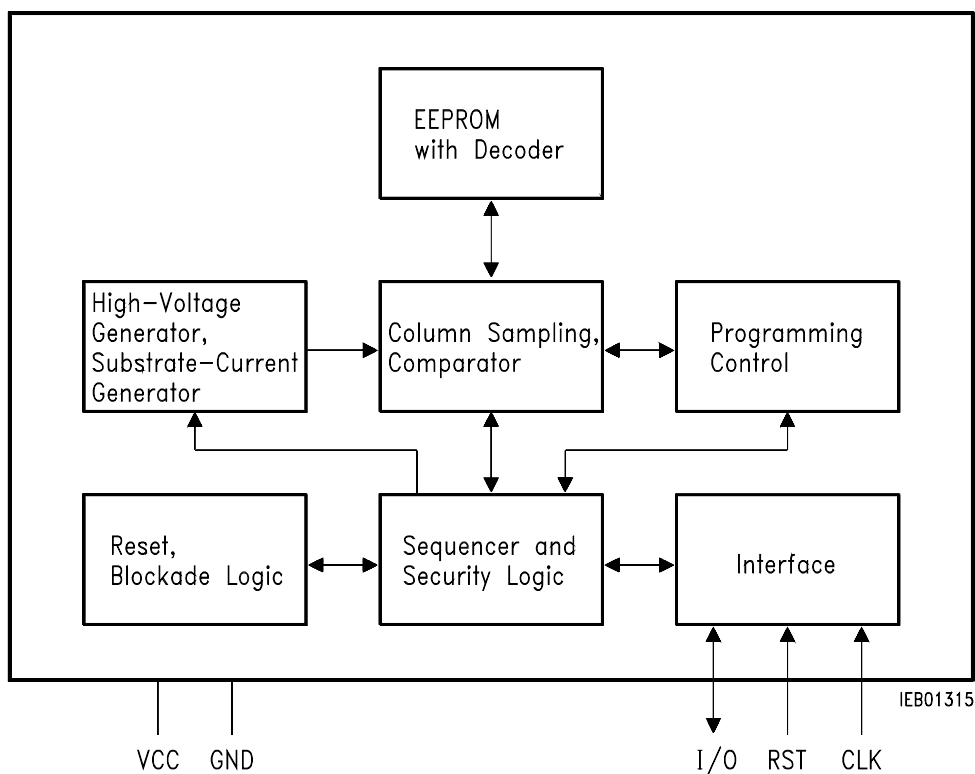 EEPROM
with Decoder
High-Voltage
Generator,
Substrate-Current
Generator
Column Sampling,
Comparator
Programming
Control
Reset,
Blockade Logic
Sequencer and
Security Logic
Interface
IEB01315
VCC GND I/O RST CLK